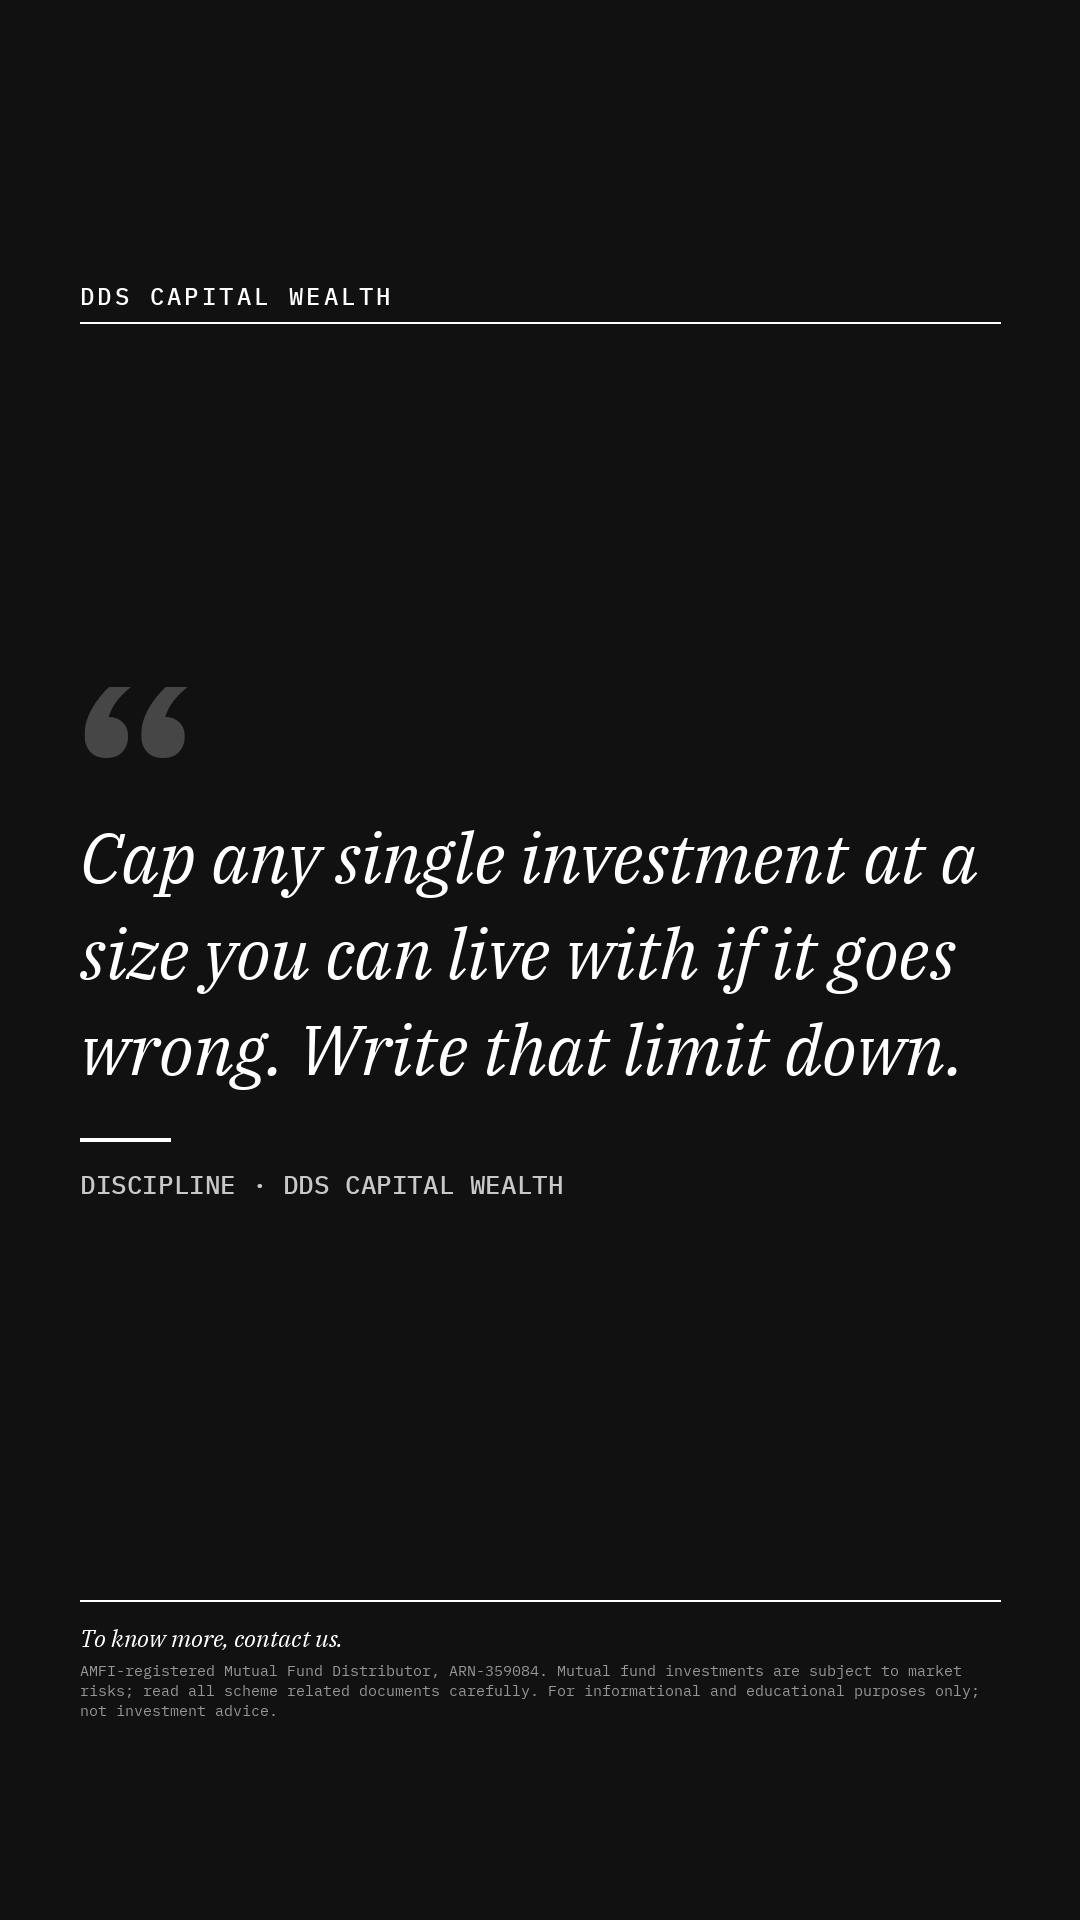 DDS CAPITAL WEALTH
“
Cap any single investment at a
size you can live with if it goes
wrong. Write that limit down.
DISCIPLINE · DDS CAPITAL WEALTH
To know more, contact us.
AMFI-registered Mutual Fund Distributor, ARN-359084. Mutual fund investments are subject to market
risks; read all scheme related documents carefully. For informational and educational purposes only;
not investment advice.